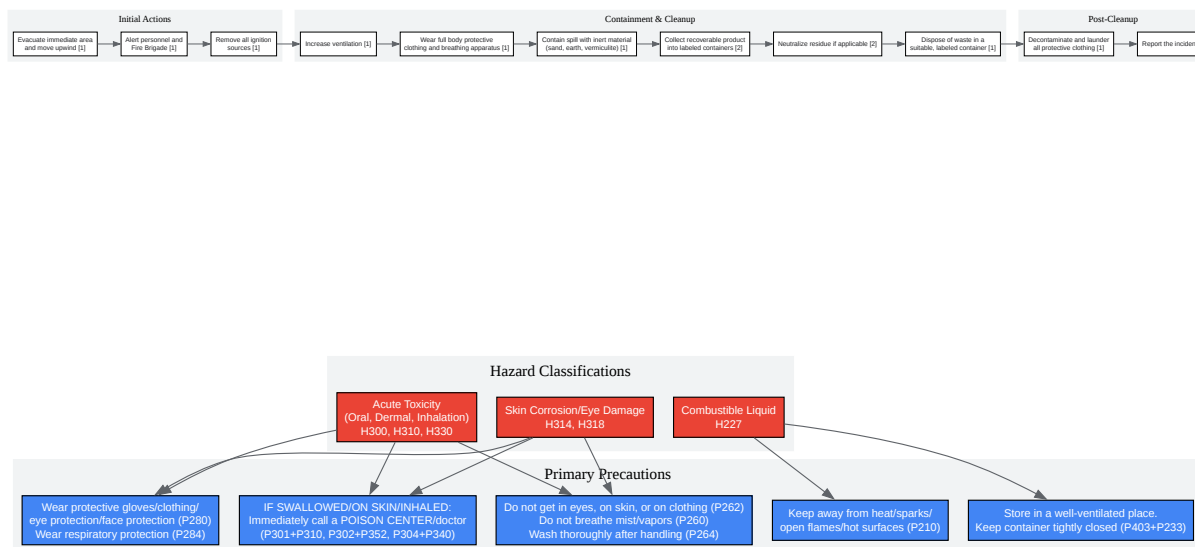 Initial Actions
Containment & Cleanup
Post-Cleanup
Evacuate immediate area
and move upwind [1]
Alert personnel and
Fire Brigade [1]
Remove all ignition
sources [1]
Increase ventilation [1]
Wear full body protective
clothing and breathing apparatus [1]
Contain spill with inert material
(sand, earth, vermiculite) [1]
Collect recoverable product
into labeled containers [2]
Neutralize residue if applicable [2]
Dispose of waste in a
suitable, labeled container [1]
Decontaminate and launder
all protective clothing [1]
Report the incident
Hazard Classifications
Acute Toxicity
(Oral, Dermal, Inhalation)
H300, H310, H330
Skin Corrosion/Eye Damage
H314, H318
Combustible Liquid
H227
Primary Precautions
Wear protective gloves/clothing/
eye protection/face protection (P280)
Wear respiratory protection (P284)
IF SWALLOWED/ON SKIN/INHALED:
Immediately call a POISON CENTER/doctor
(P301+P310, P302+P352, P304+P340)
Do not get in eyes, on skin, or on clothing (P262)
Do not breathe mist/vapors (P260)
Wash thoroughly after handling (P264)
Keep away from heat/sparks/
open flames/hot surfaces (P210)
Store in a well-ventilated place.
Keep container tightly closed (P403+P233)